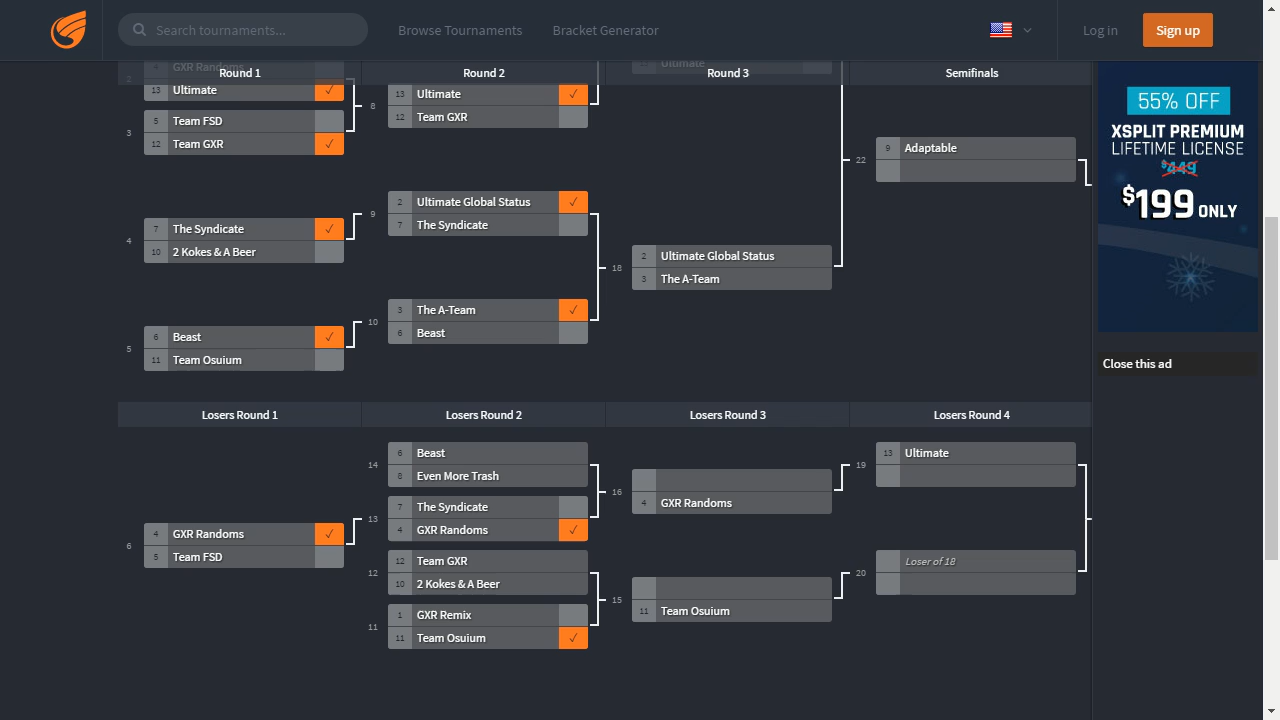 Search tournaments...
Browse Tournaments
Bracket Generator
Log in
Sign up
4 GXR Randoms
Ultimate
Round 1
Round 2
Round 3
Semifinals
2
13 Ultimate ✓
8
13 Ultimate ✓
12 Team GXR
3
5 Team FSD
12 Team GXR ✓
22
9 Adaptable
4
7 The Syndicate ✓
10 2 Kokes & A Beer
9
2 Ultimate Global Status ✓
7 The Syndicate
18
2 Ultimate Global Status
3 The A-Team
5
6 Beast ✓
11 Team Osuium
10
3 The A-Team ✓
6 Beast
55% OFF
XSPLIT PREMIUM
LIFETIME LICENSE
$449
$199 ONLY
Close this ad
Losers Round 1
Losers Round 2
Losers Round 3
Losers Round 4
6
4 GXR Randoms ✓
5 Team FSD
14
6 Beast
8 Even More Trash
13
7 The Syndicate
4 GXR Randoms ✓
12
12 Team GXR
10 2 Kokes & A Beer
11
1 GXR Remix
11 Team Osuium ✓
16
4 GXR Randoms
15
11 Team Osuium
19
13 Ultimate
20
Loser of 18